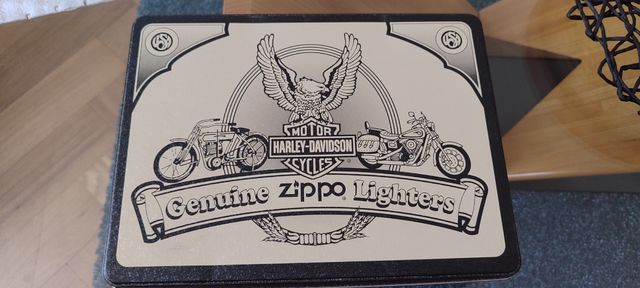 MOTOR
HARLEY-DAVIDSON
CYCLES
Genuine Zippo® Lighters